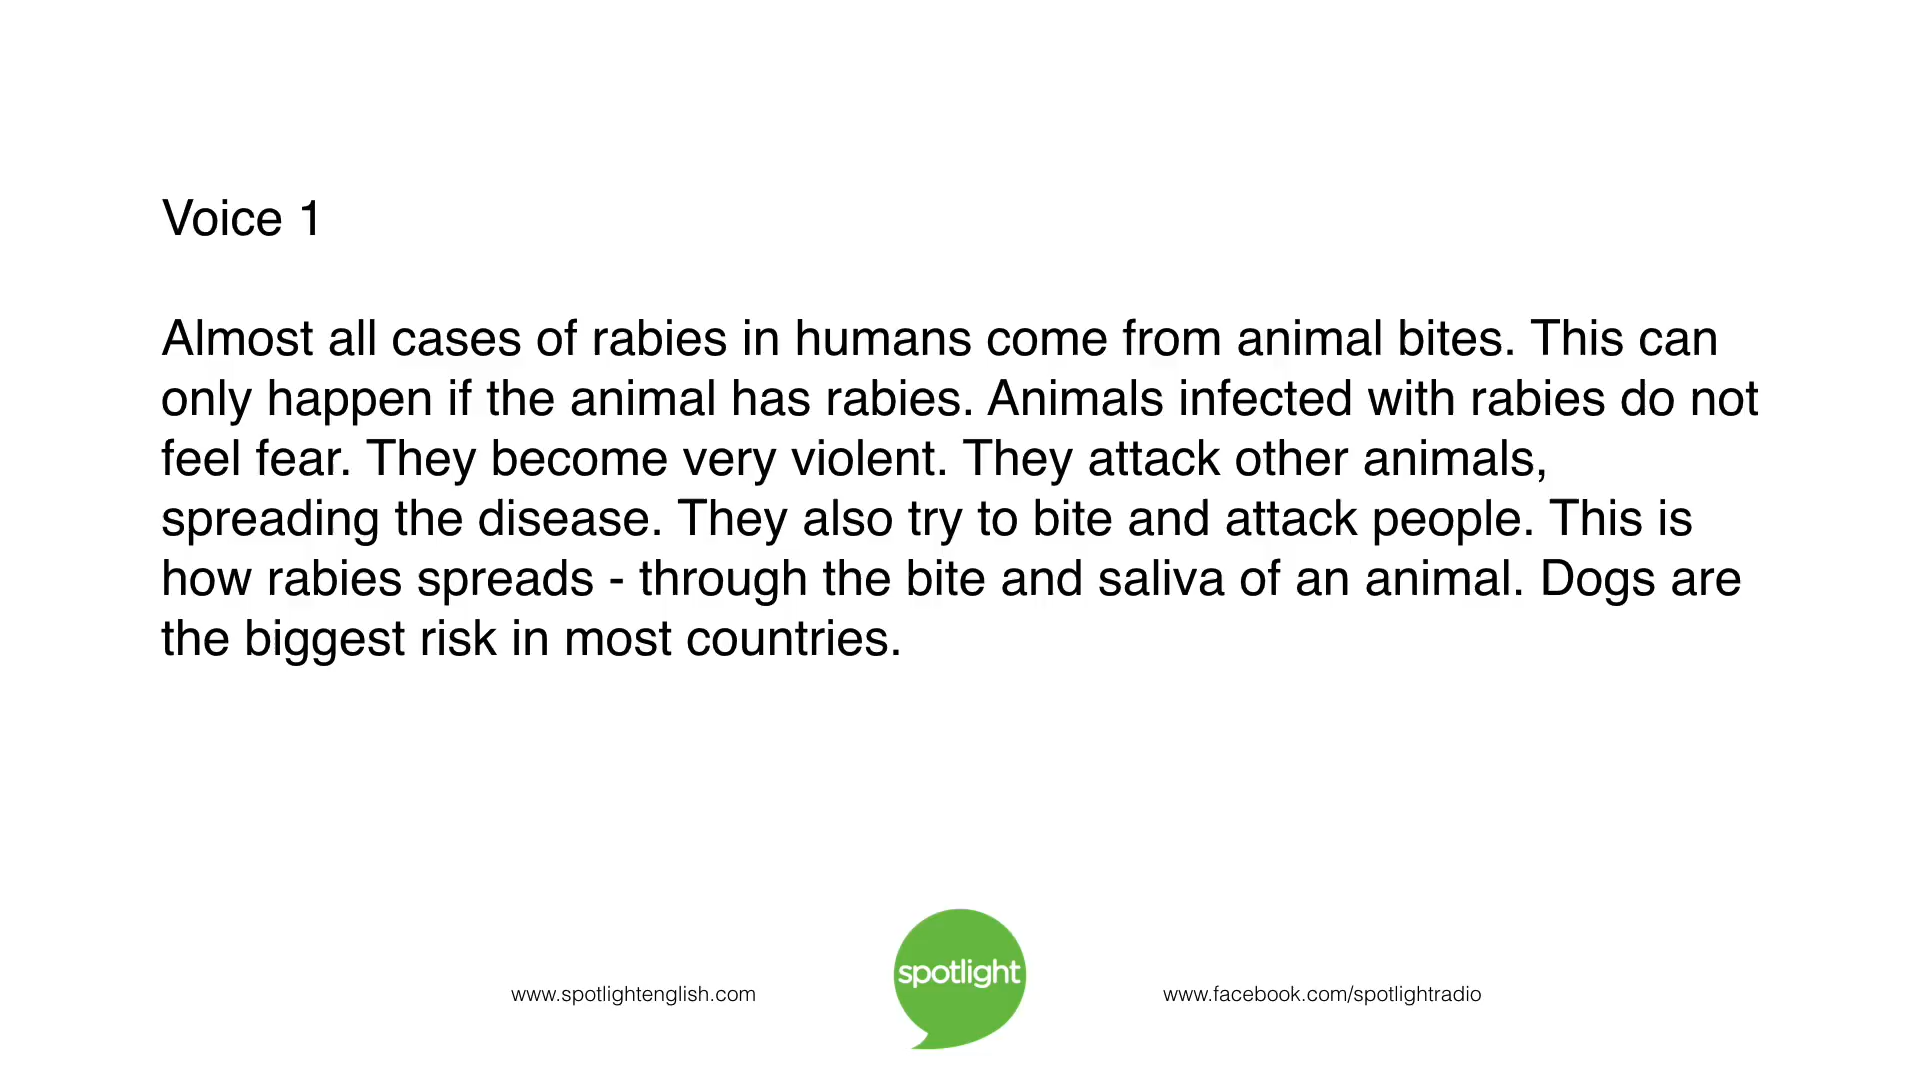 Voice 1
Almost all cases of rabies in humans come from animal bites. This can
only happen if the animal has rabies. Animals infected with rabies do not
feel fear. They become very violent. They attack other animals,
spreading the disease. They also try to bite and attack people. This is
how rabies spreads - through the bite and saliva of an animal. Dogs are
the biggest risk in most countries.
spotlight
www.spotlightenglish.com
www.facebook.com/spotlightradio